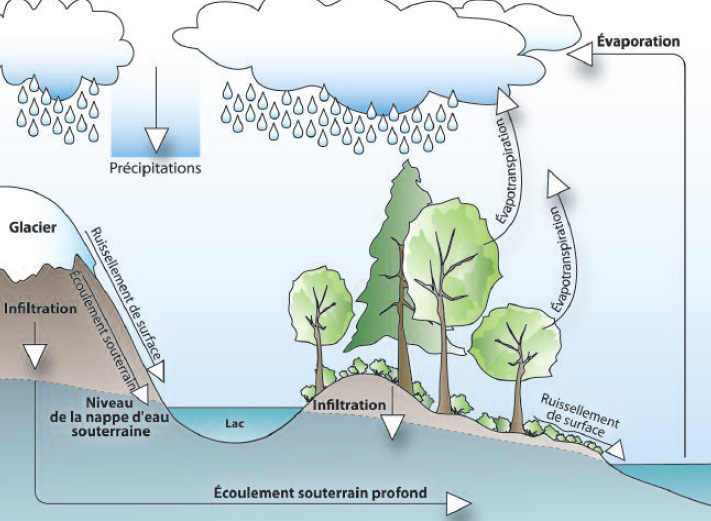 Évaporation
Précipitations
Évapotranspiration
Évapotranspiration
Glacier
Ruissellement de surface
Écoulement souterrain
Infiltration
Niveau
de la nappe d'eau
souterraine
Lac
Infiltration
Ruissellement
de surface
Écoulement souterrain profond